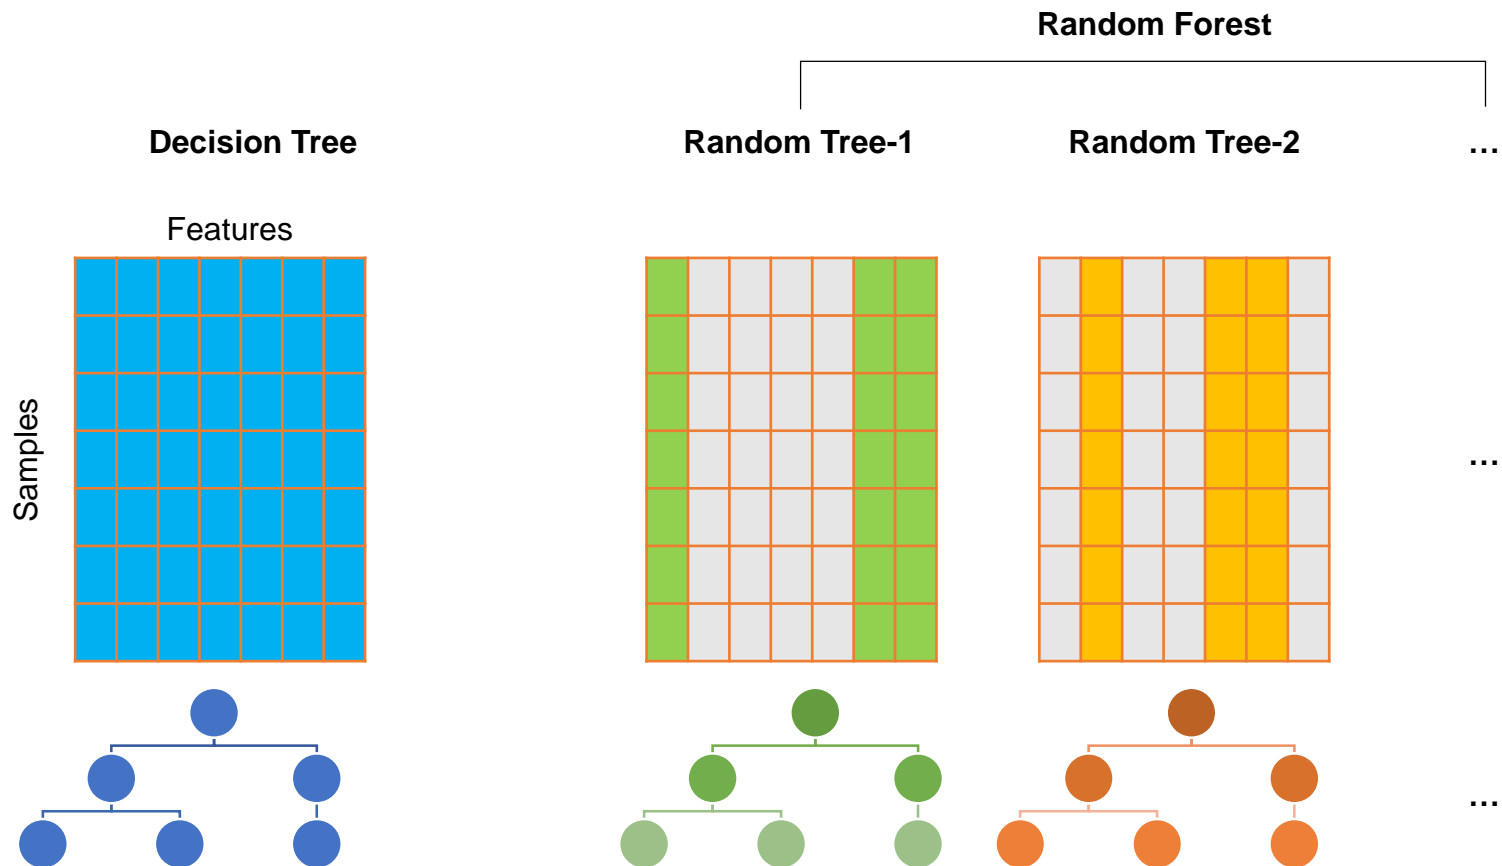 Random Forest
Decision Tree
Random Tree-1
Random Tree-2
...
Features
Samples
...
...